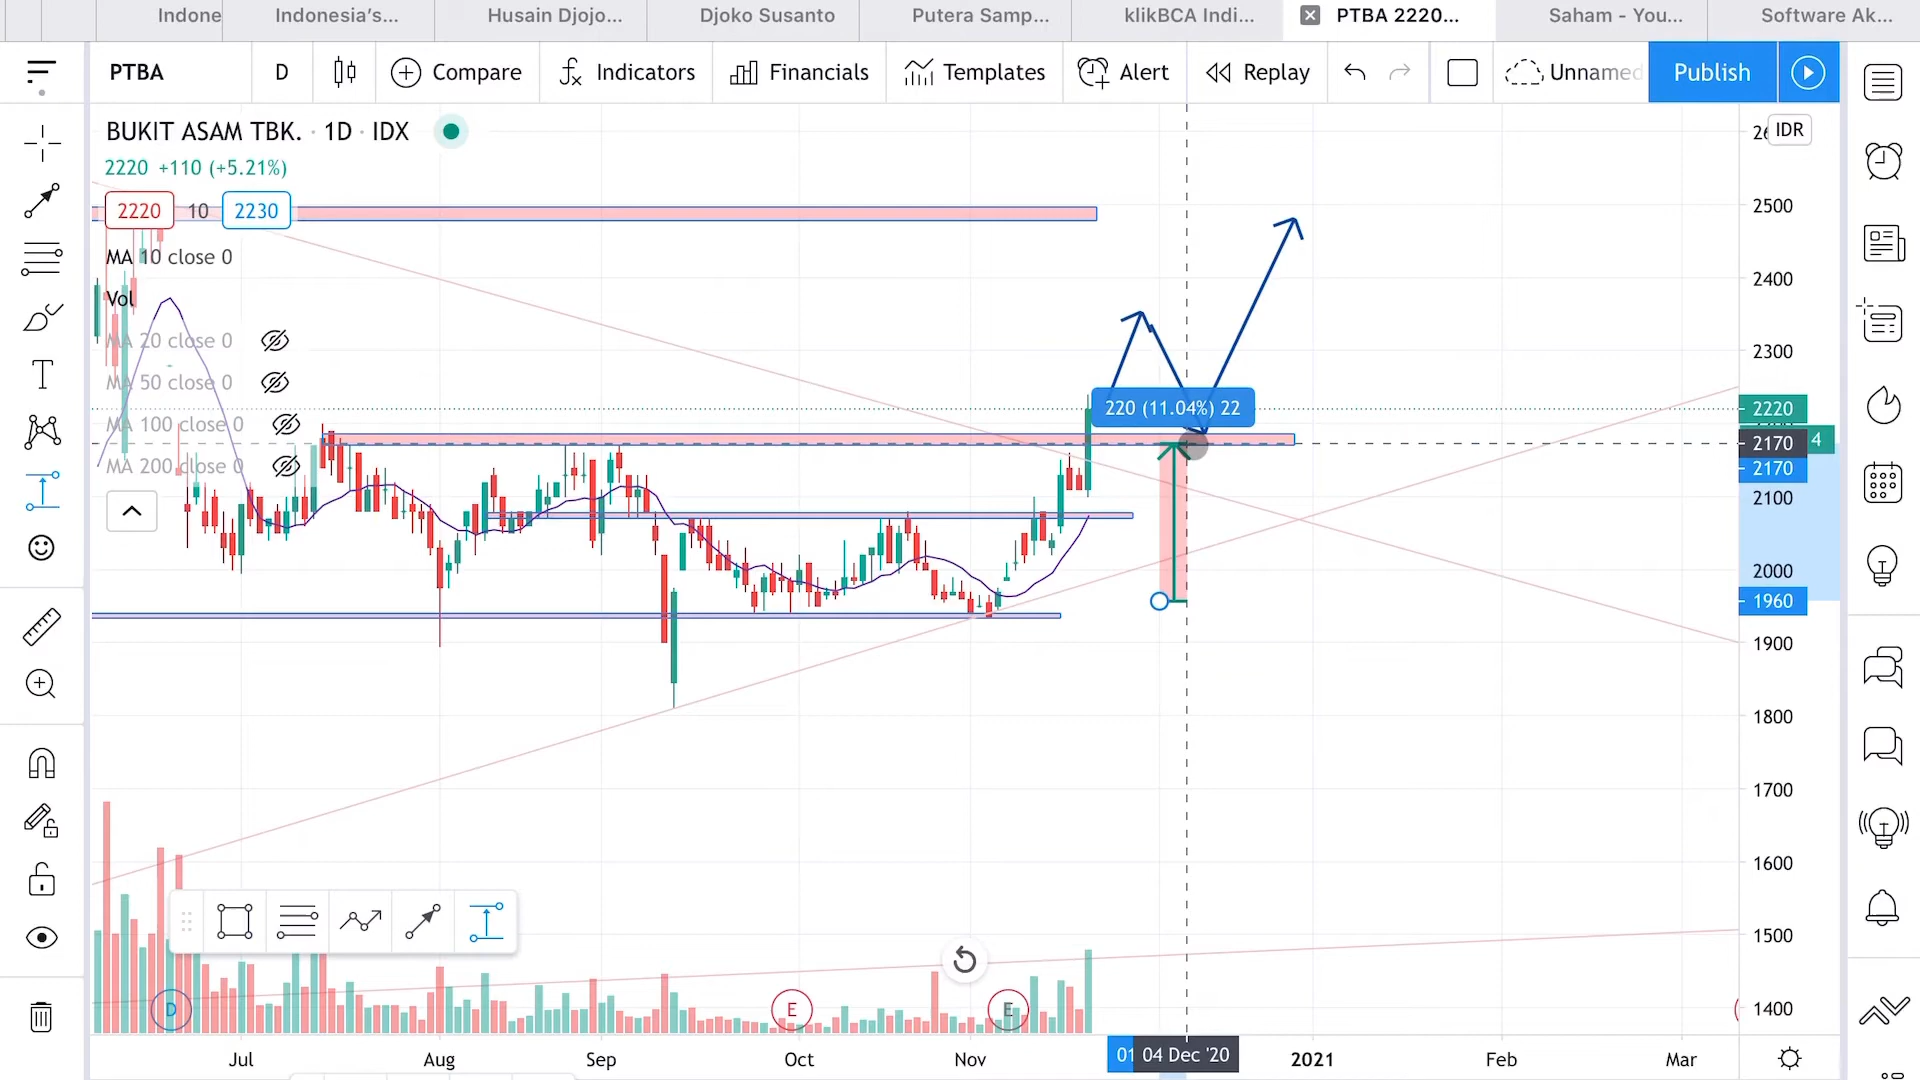 Indone
Indonesia's...
Husain Djojo...
Djoko Susanto
Putera Samp...
klikBCA Indi...
PTBA 2220...
Saham - You...
Software Ak...
PTBA
D
Compare
Indicators
Financials
Templates
Alert
Replay
Unnamed
Publish
BUKIT ASAM TBK. · 1D · IDX
2220 +110 (+5.21%)
2220 10 2230
MA 10 close 0
Vol
MA 20 close 0
MA 50 close 0
MA 100 close 0
MA 200 close 0
220 (11.04%) 22
IDR
2500
2400
2300
2220
2170
4
2170
2100
2000
1960
1900
1800
1700
1600
1500
1400
D
E
E
Jul
Aug
Sep
Oct
Nov
01
04 Dec '20
2021
Feb
Mar